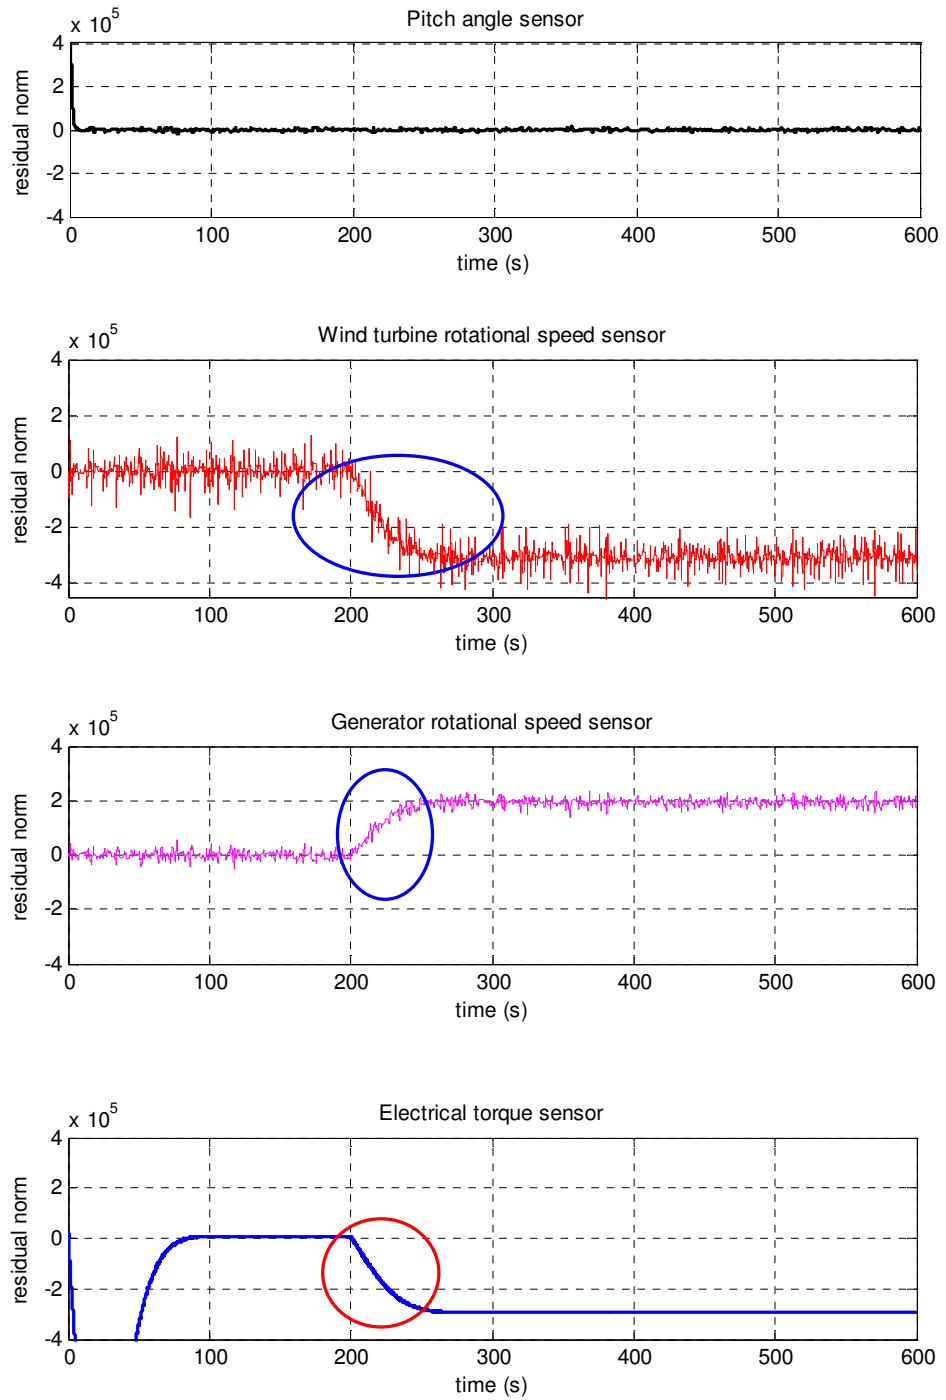 Pitch angle sensor
x 10^5
4
2
0
-2
-4
residual norm
0 100 200 300 400 500 600
time (s)
Wind turbine rotational speed sensor
x 10^5
4
2
0
-2
-4
residual norm
0 100 200 300 400 500 600
time (s)
Generator rotational speed sensor
x 10^5
4
2
0
-2
-4
residual norm
0 100 200 300 400 500 600
time (s)
Electrical torque sensor
x 10^5
4
2
0
-2
-4
residual norm
0 100 200 300 400 500 600
time (s)